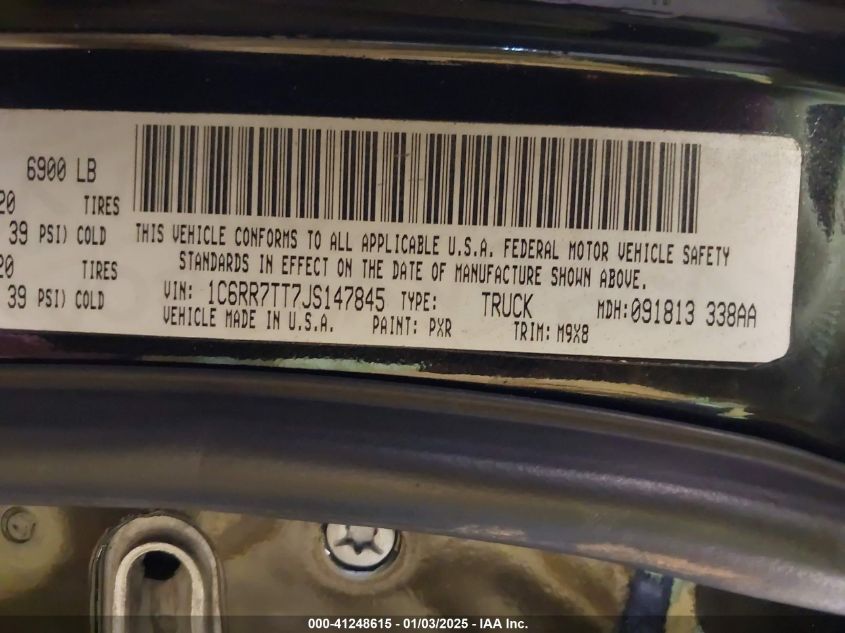 6900 LB
20 TIRES
39 PSI) COLD
20 TIRES
39 PSI) COLD
THIS VEHICLE CONFORMS TO ALL APPLICABLE U.S.A. FEDERAL MOTOR VEHICLE SAFETY
STANDARDS IN EFFECT ON THE DATE OF MANUFACTURE SHOWN ABOVE.
VIN: 1C6RR7TT7JS147845 TYPE: TRUCK MDH:091813 338AA
VEHICLE MADE IN U.S.A. PAINT: PXR TRIM: M9X8
000-41248615 - 01/03/2025 - IAA Inc.